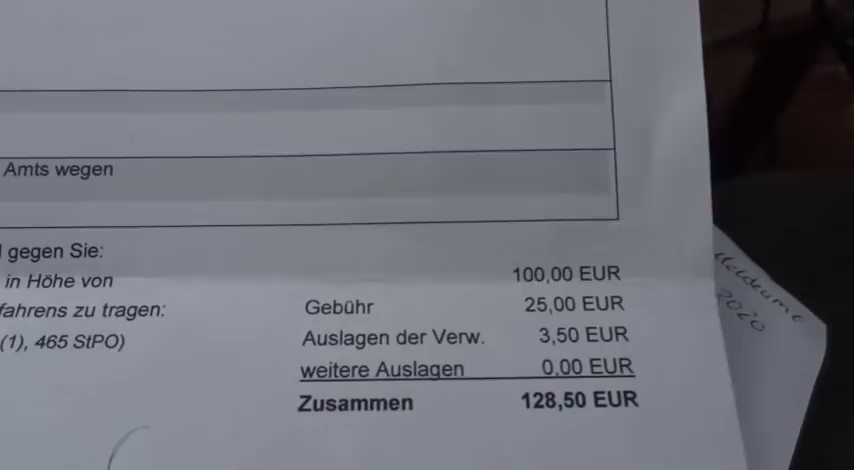 Amts wegen
gegen Sie:
in Höhe von 100,00 EUR
fahrens zu tragen: Gebühr 25,00 EUR
(1), 465 StPO) Auslagen der Verw. 3,50 EUR
weitere Auslagen 0,00 EUR
Zusammen 128,50 EUR
2020